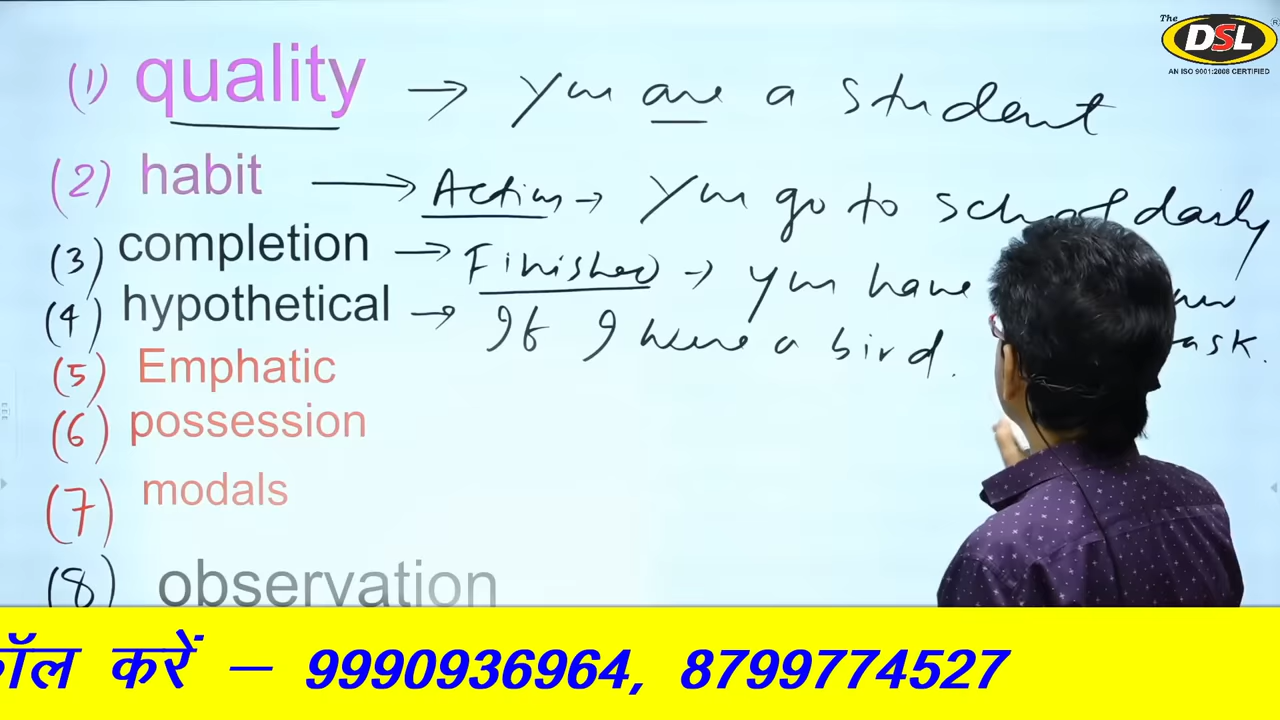 The
DSL
®
AN ISO 9001:2008 CERTIFIED
(1) quality → You are a student
(2) habit → Action → You go to school daily
(3) completion → Finished → you have
(4) hypothetical → If I were a bird.
task.
(5) Emphatic
(6) possession
(7) modals
(8) observation
कॉल करें – 9990936964, 8799774527